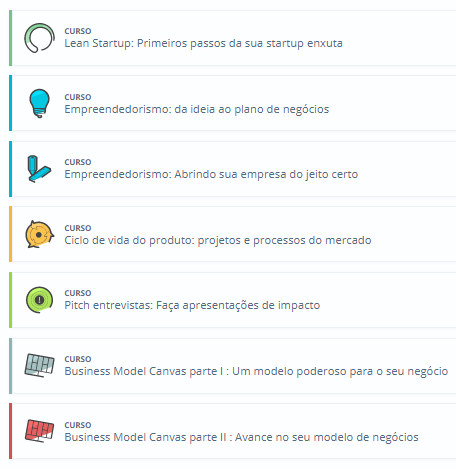 CURSO
Lean Startup: Primeiros passos da sua startup enxuta
CURSO
Empreendedorismo: da ideia ao plano de negócios
CURSO
Empreendedorismo: Abrindo sua empresa do jeito certo
CURSO
Ciclo de vida do produto: projetos e processos do mercado
CURSO
Pitch entrevistas: Faça apresentações de impacto
CURSO
Business Model Canvas parte I : Um modelo poderoso para o seu negócio
CURSO
Business Model Canvas parte II : Avance no seu modelo de negócios